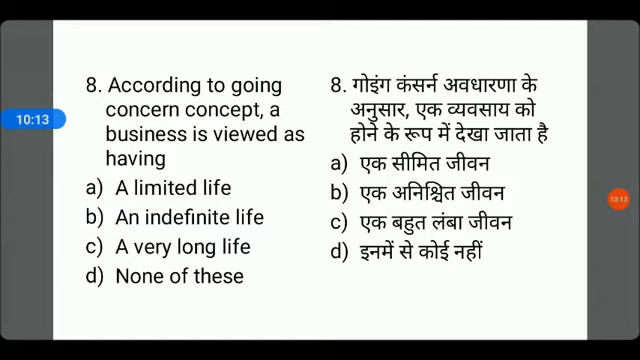 8. According to going
concern concept, a
business is viewed as
having
a) A limited life
b) An indefinite life
c) A very long life
d) None of these
8. गोइंग कंसर्न अवधारणा के
अनुसार, एक व्यवसाय को
होने के रूप में देखा जाता है
a) एक सीमित जीवन
b) एक अनिश्चित जीवन
c) एक बहुत लंबा जीवन
d) इनमें से कोई नहीं
10:13
10:13